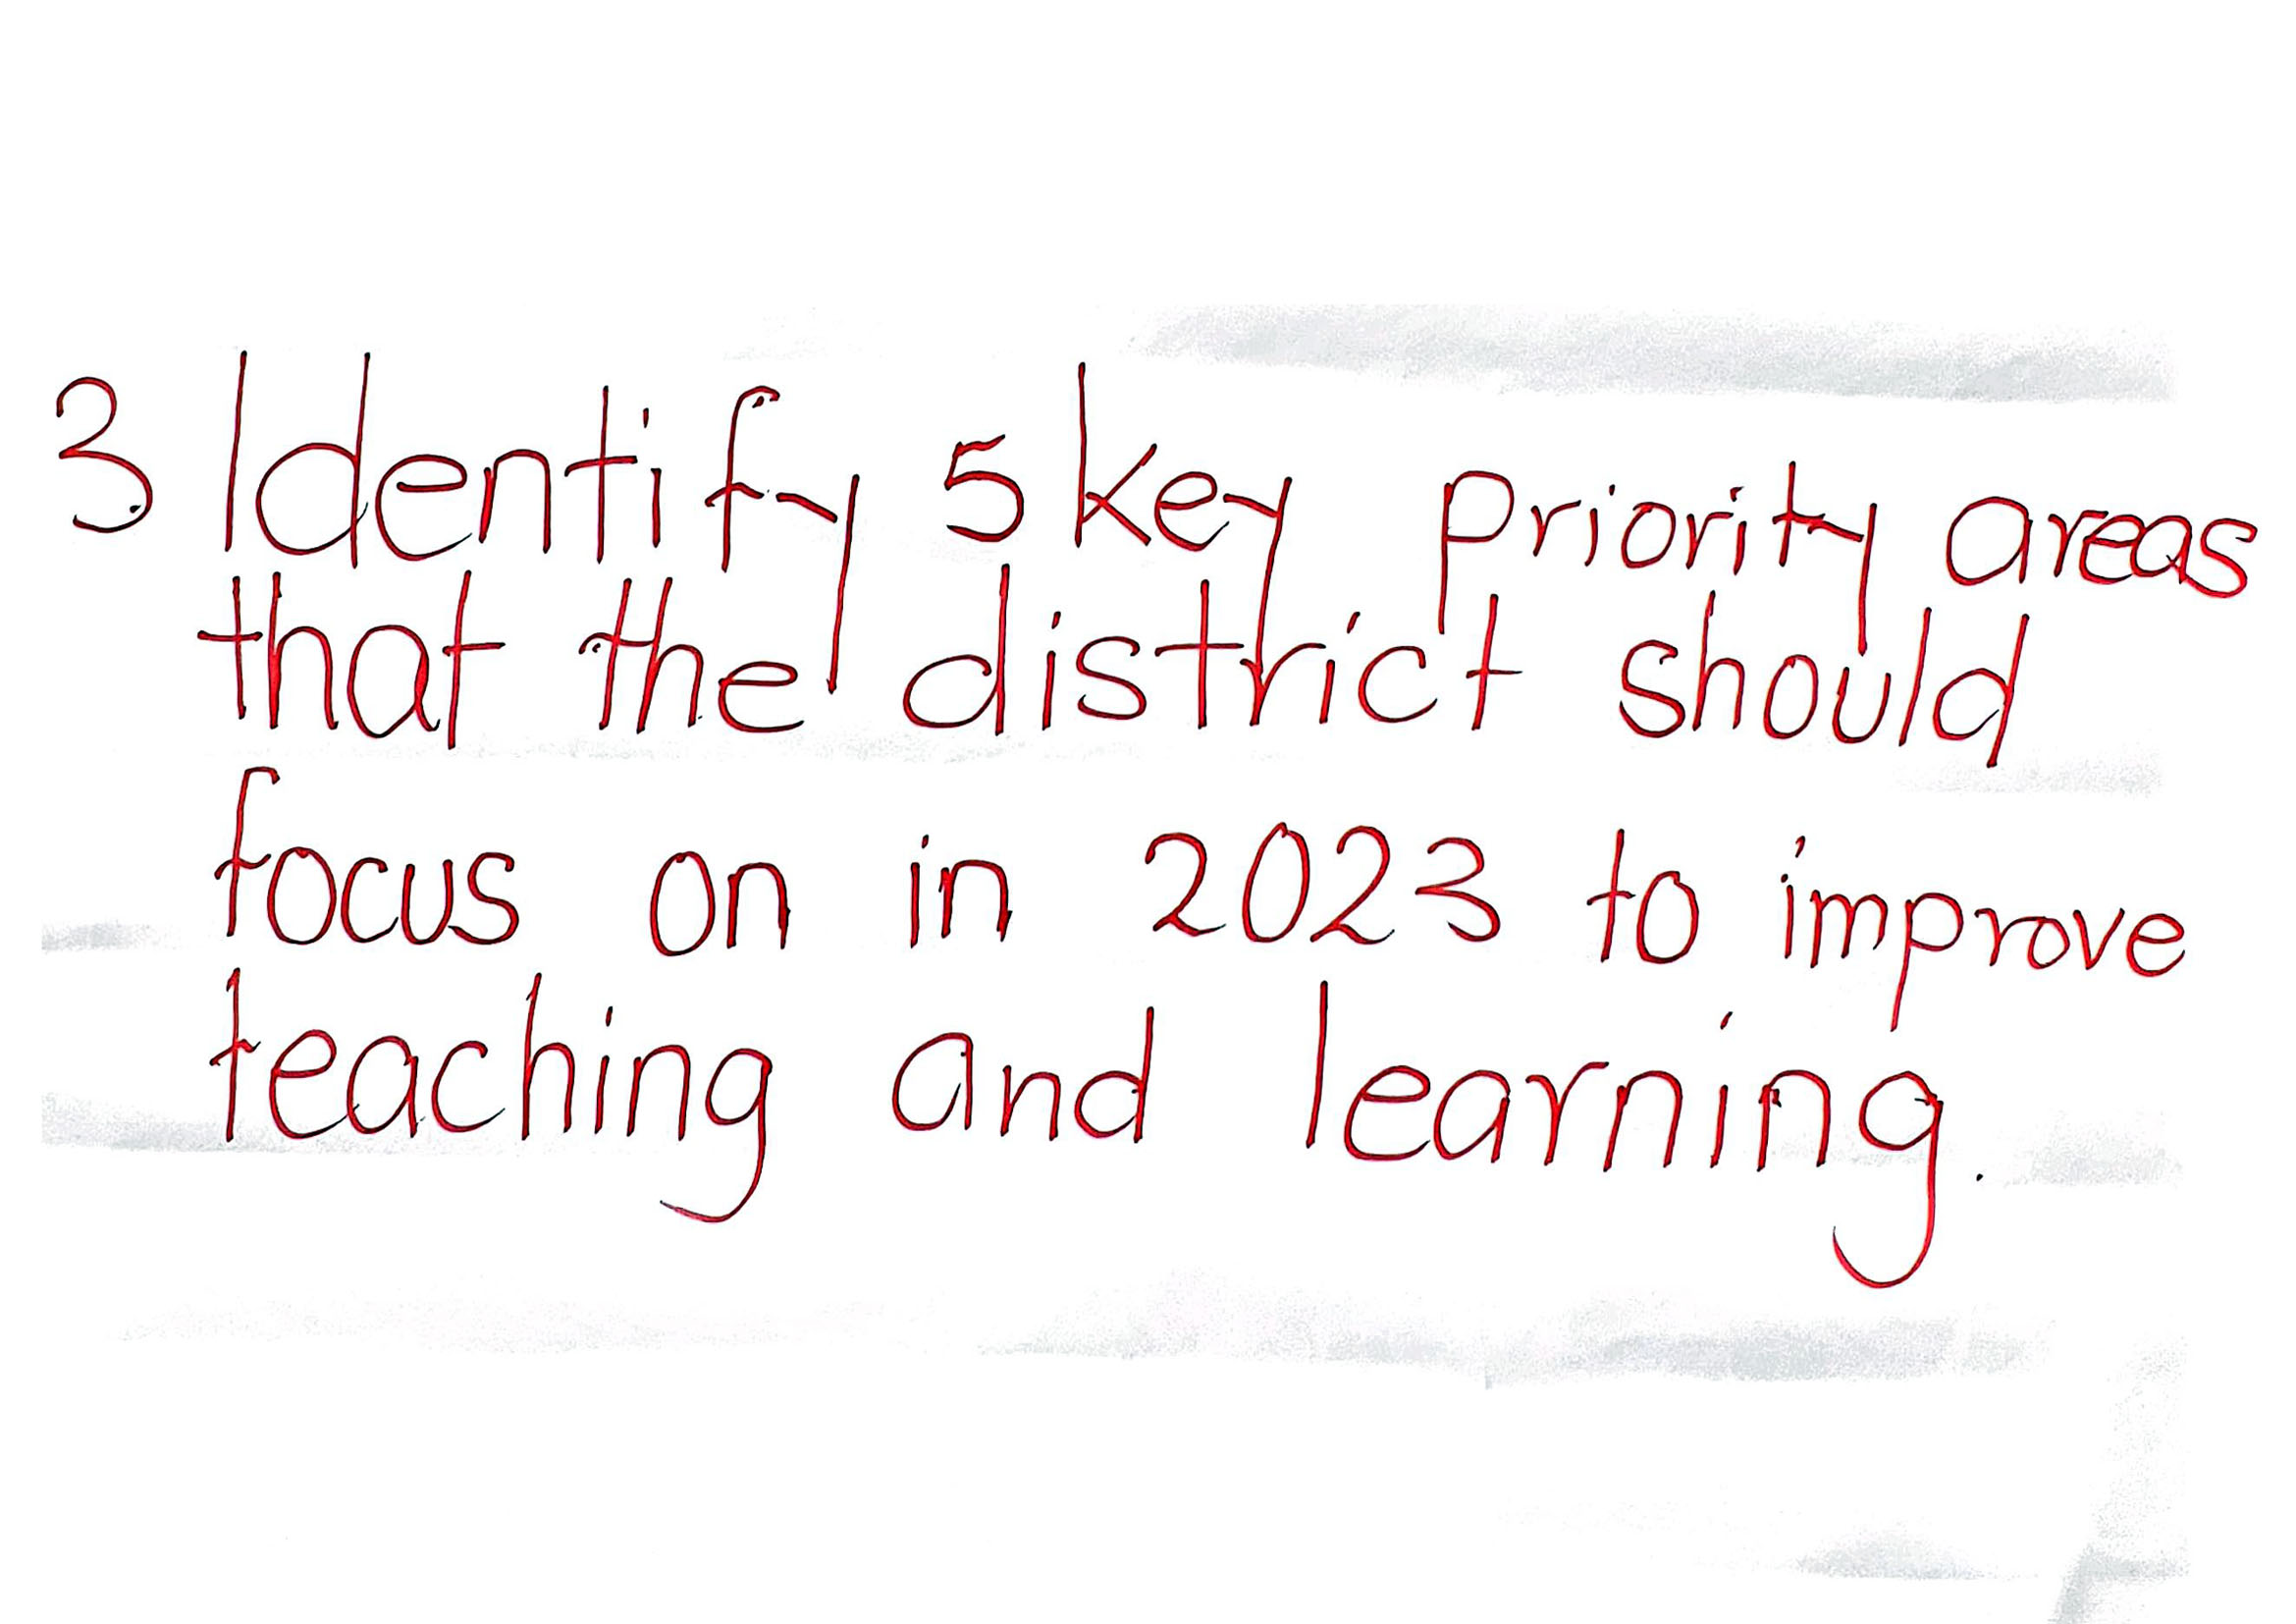 3 Identify 5 key priority areas
that the district should
focus on in 2023 to improve
teaching and learning.